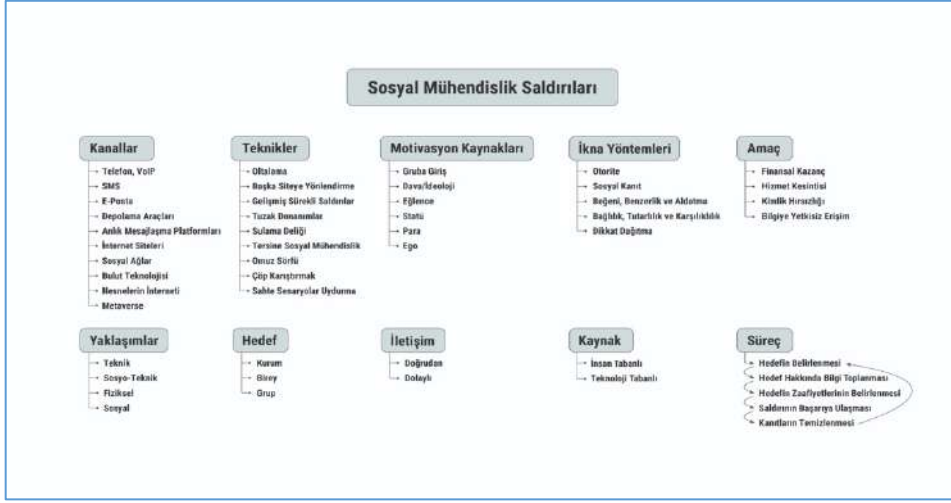 Sosyal Mühendislik Saldırıları
Kanallar
Telefon, VoIP
SMS
E-Posta
Depolama Araçları
Anlık Mesajlaşma Platformları
İnternet Siteleri
Sosyal Ağlar
Bulut Teknolojisi
Nesnelerin İnterneti
Metaverse
Teknikler
Oltalama
Başka Siteye Yönlendirme
Gelişmiş Sürekli Saldırılar
Tuzak Donanımlar
Sulama Deliği
Tersine Sosyal Mühendislik
Omuz Sörfü
Çöp Karıştırmak
Sahte Senaryolar Uydurma
Motivasyon Kaynakları
Gruba Giriş
Dava/İdeoloji
Eğlence
Statü
Para
Ego
İkna Yöntemleri
Otorite
Sosyal Kanıt
Beğeni, Benzerlik ve Aldatma
Bağlılık, Tutarlılık ve Karşılıklılık
Dikkat Dağıtma
Amaç
Finansal Kazanç
Hizmet Kesintisi
Kimlik Hırsızlığı
Bilgiye Yetkisiz Erişim
Yaklaşımlar
Teknik
Sosyo-Teknik
Fiziksel
Sosyal
Hedef
Kurum
Birey
Grup
İletişim
Doğrudan
Dolaylı
Kaynak
İnsan Tabanlı
Teknoloji Tabanlı
Süreç
Hedefin Belirlenmesi
Hedef Hakkında Bilgi Toplanması
Hedefin Zaafiyetlerinin Belirlenmesi
Saldırının Başarıya Ulaşması
Kanıtların Temizlenmesi